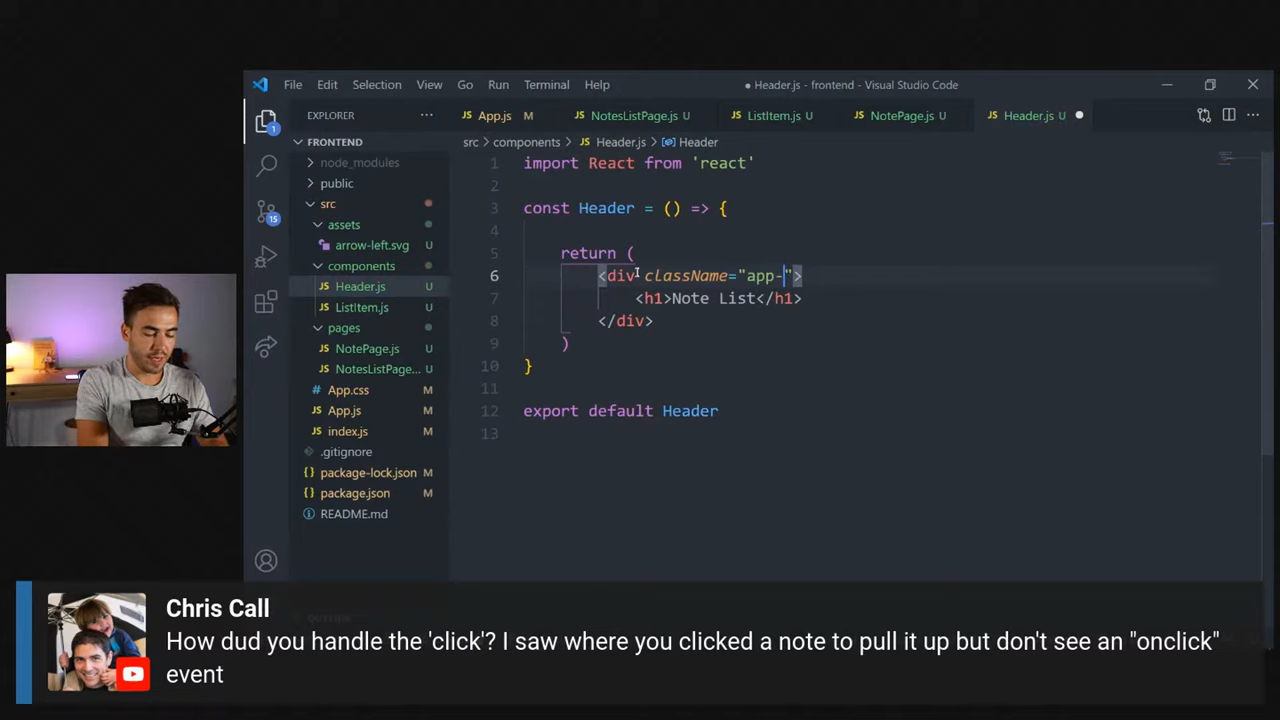 File Edit Selection View Go Run Terminal Help
● Header.js - frontend - Visual Studio Code
EXPLORER
App.js M
NotesListPage.js U
ListItem.js U
NotePage.js U
Header.js U
FRONTEND
src > components > Header.js > Header
node_modules
public
src
assets
arrow-left.svg U
components
Header.js U
ListItem.js U
pages
NotePage.js U
NotesListPage... U
App.css M
App.js M
index.js M
.gitignore
package-lock.json M
package.json M
README.md
1
15
1 import React from 'react'
2
3 const Header = () => {
4
5 return (
6 <div className="app-">
7 <h1>Note List</h1>
8 </div>
9 )
10 }
11
12 export default Header
13
Chris Call
How dud you handle the 'click'? I saw where you clicked a note to pull it up but don't see an "onclick"
event